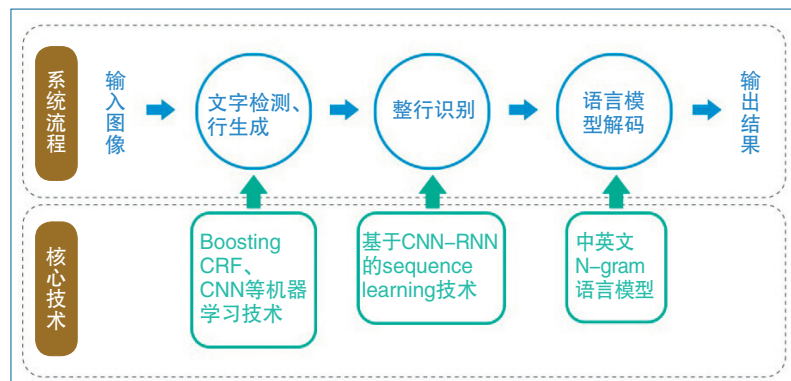 系统流程
输入图像
文字检测、
行生成
整行识别
语言模
型解码
输出结果
核心技术
Boosting
CRF、
CNN等机器
学习技术
基于CNN–RNN
的sequence
learning技术
中英文
N–gram
语言模型